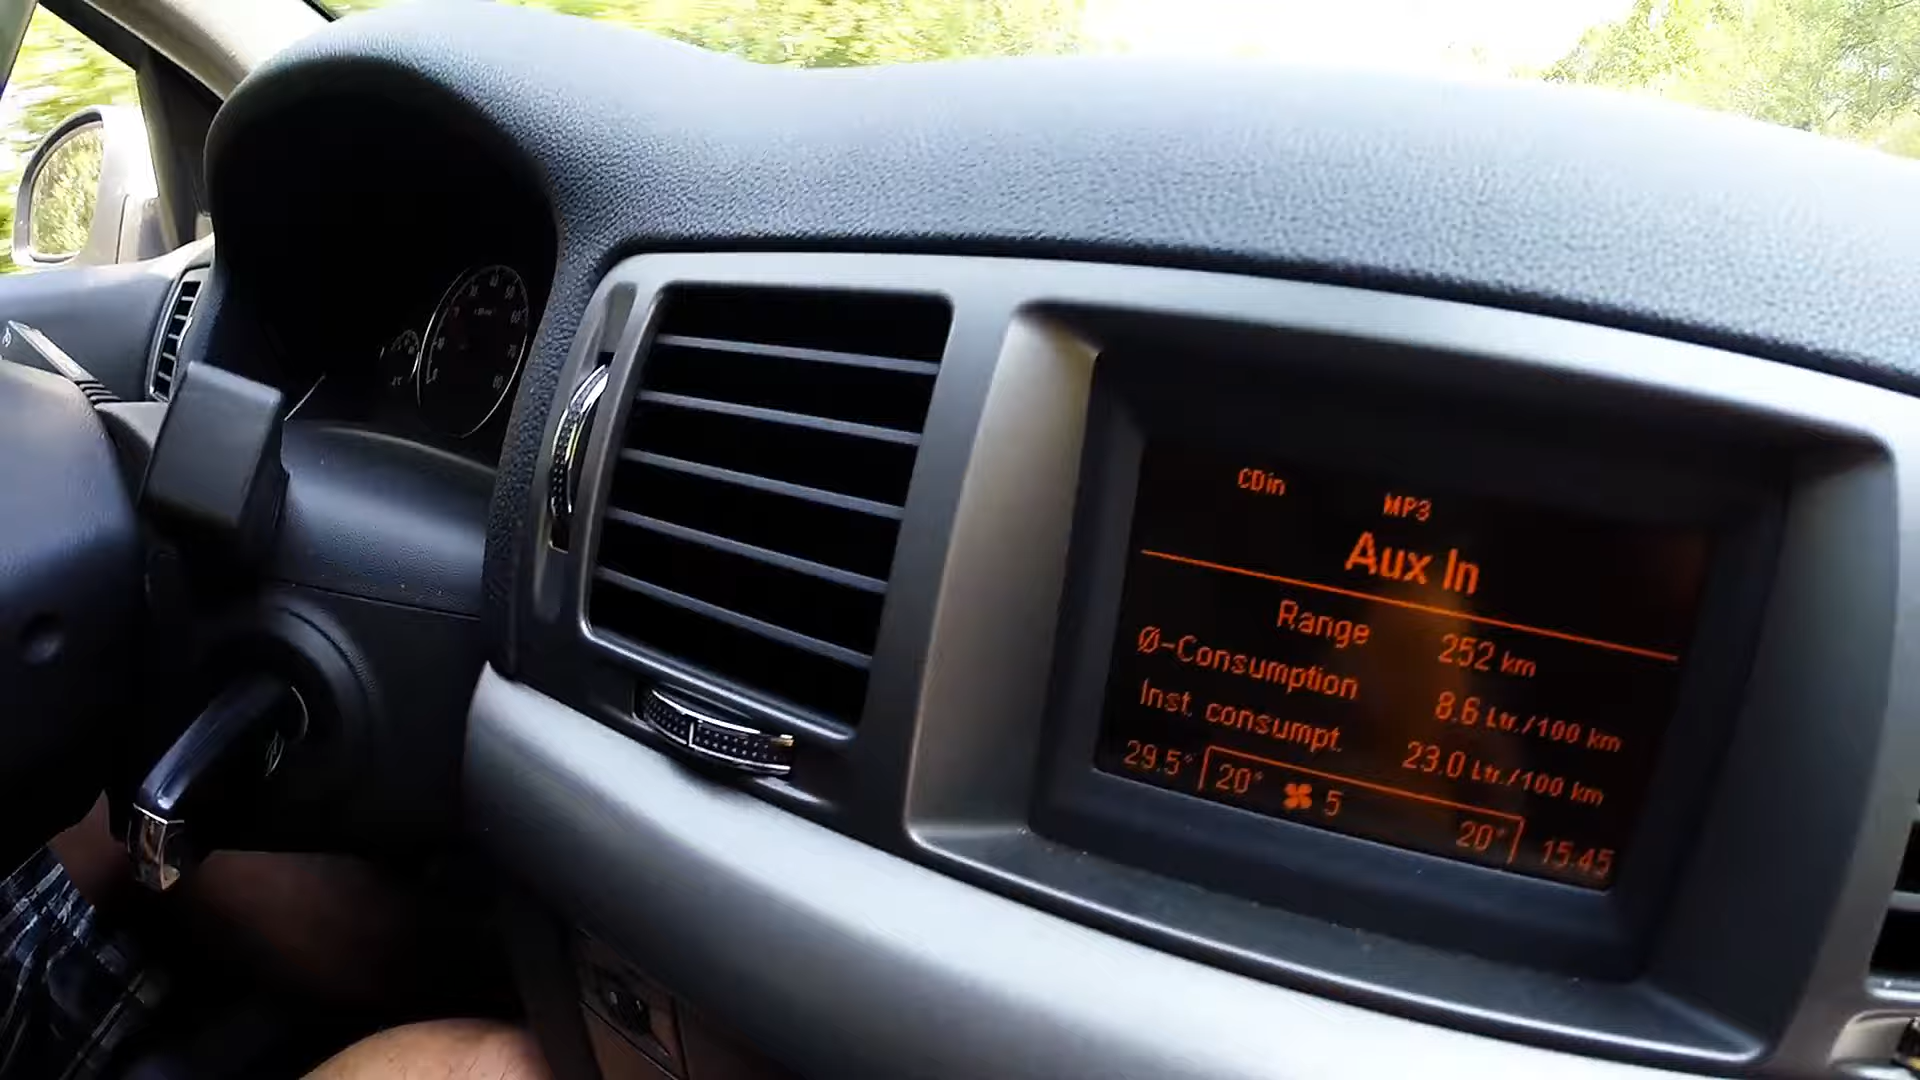 CDin MP3
Aux In
Range 252 km
Ø-Consumption 8.6 Ltr./100 km
Inst. consumpt. 23.0 Ltr./100 km
29.5° 20° 5 20° 15:45